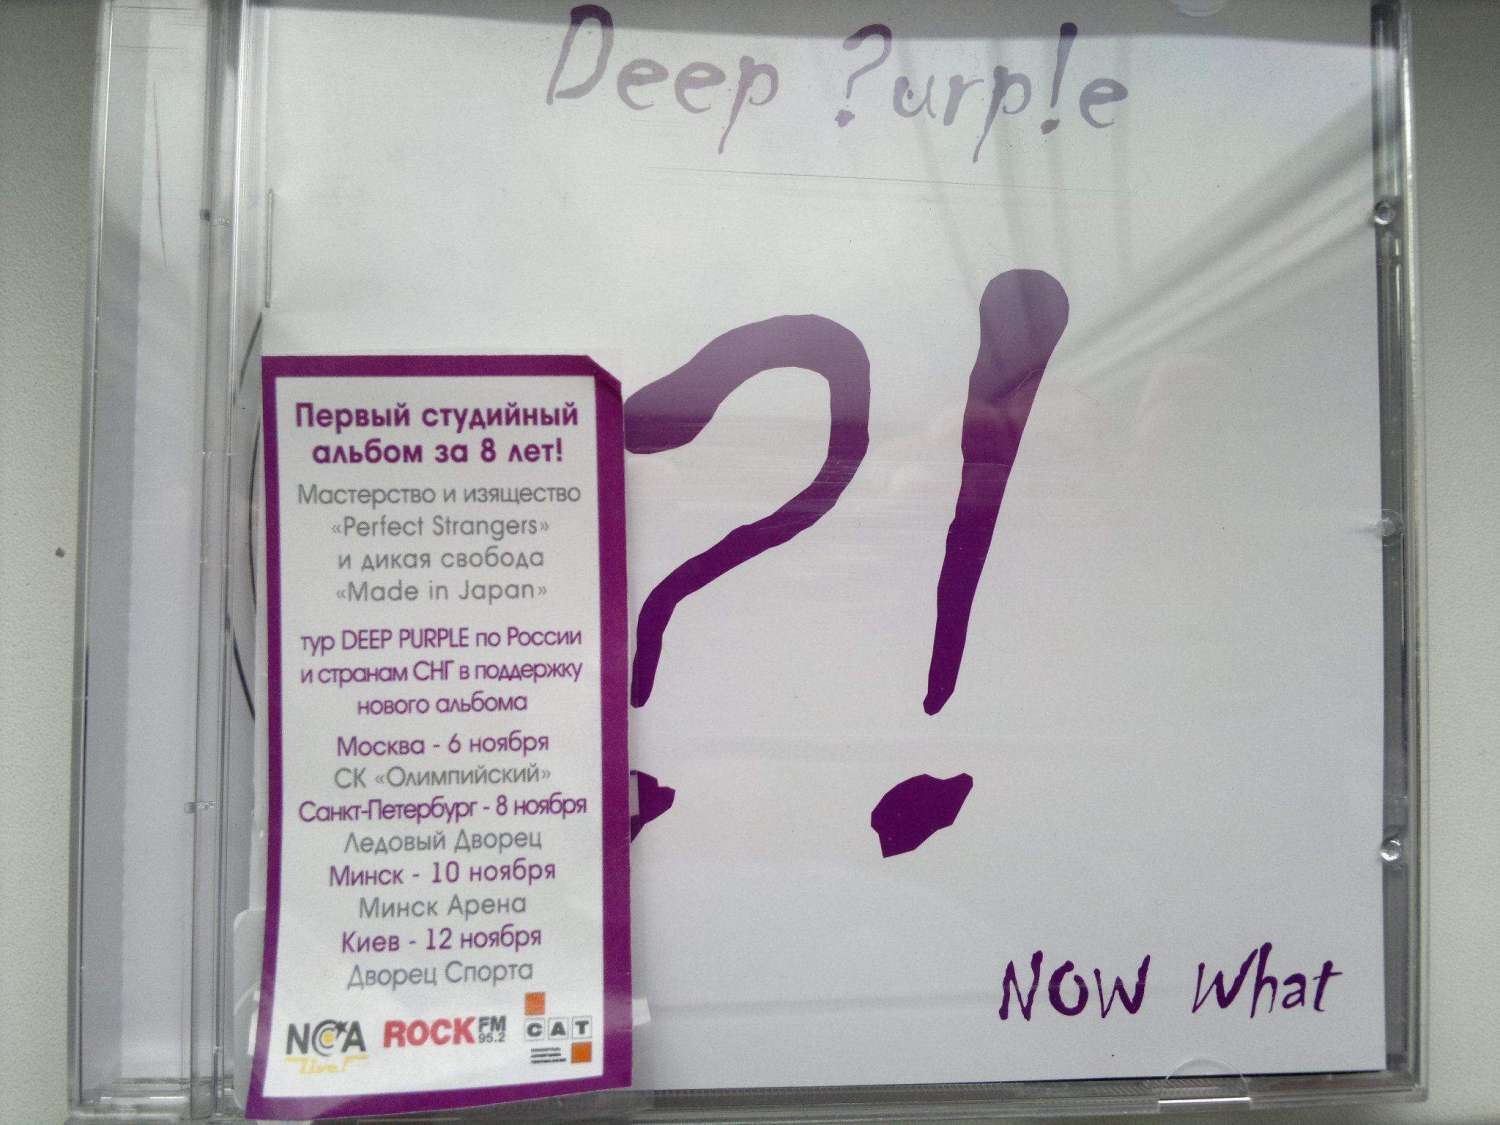 Deep ?urp!e
?!
Первый студийный
альбом за 8 лет!
Мастерство и изящество
«Perfect Strangers»
и дикая свобода
«Made in Japan»
тур DEEP PURPLE по России
и странам СНГ в поддержку
нового альбома
Москва - 6 ноября
СК «Олимпийский»
Санкт-Петербург - 8 ноября
Ледовый Дворец
Минск - 10 ноября
Минск Арена
Киев - 12 ноября
Дворец Спорта
NCA
live!
ROCK FM
95.2
CAT
NOW What